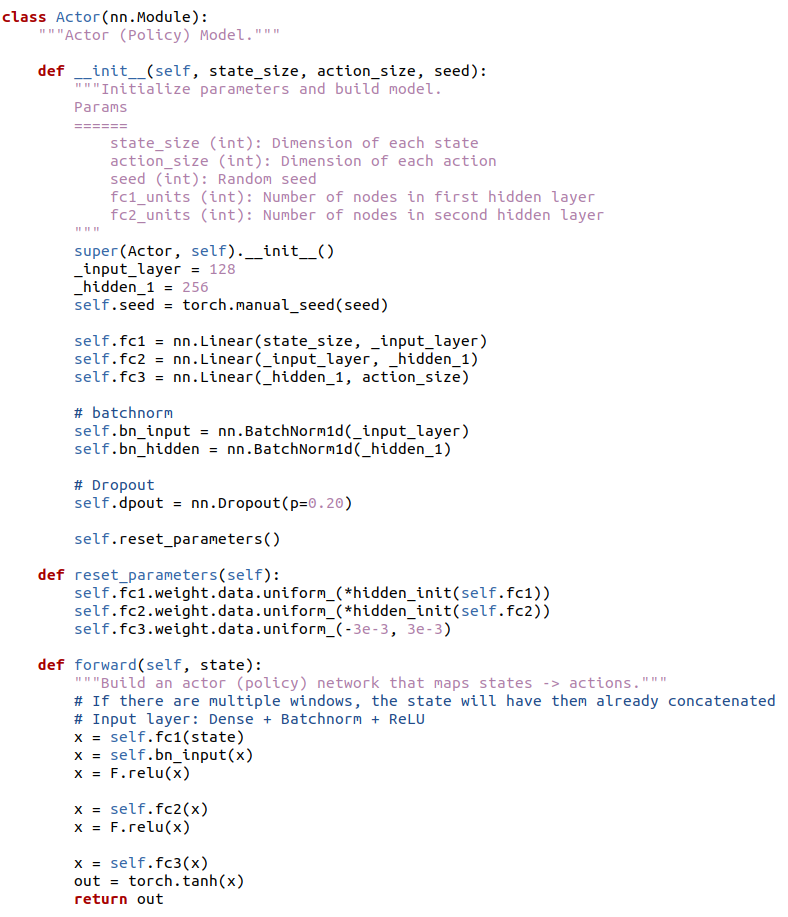 class Actor(nn.Module):
    """Actor (Policy) Model."""

    def __init__(self, state_size, action_size, seed):
        """Initialize parameters and build model.
        Params
        ======
            state_size (int): Dimension of each state
            action_size (int): Dimension of each action
            seed (int): Random seed
            fc1_units (int): Number of nodes in first hidden layer
            fc2_units (int): Number of nodes in second hidden layer
        """
        super(Actor, self).__init__()
        _input_layer = 128
        _hidden_1 = 256
        self.seed = torch.manual_seed(seed)

        self.fc1 = nn.Linear(state_size, _input_layer)
        self.fc2 = nn.Linear(_input_layer, _hidden_1)
        self.fc3 = nn.Linear(_hidden_1, action_size)

        # batchnorm
        self.bn_input = nn.BatchNorm1d(_input_layer)
        self.bn_hidden = nn.BatchNorm1d(_hidden_1)

        # Dropout
        self.dpout = nn.Dropout(p=0.20)

        self.reset_parameters()

    def reset_parameters(self):
        self.fc1.weight.data.uniform_(*hidden_init(self.fc1))
        self.fc2.weight.data.uniform_(*hidden_init(self.fc2))
        self.fc3.weight.data.uniform_(-3e-3, 3e-3)

    def forward(self, state):
        """Build an actor (policy) network that maps states -> actions."""
        # If there are multiple windows, the state will have them already concatenated
        # Input layer: Dense + Batchnorm + ReLU
        x = self.fc1(state)
        x = self.bn_input(x)
        x = F.relu(x)

        x = self.fc2(x)
        x = F.relu(x)

        x = self.fc3(x)
        out = torch.tanh(x)
        return out